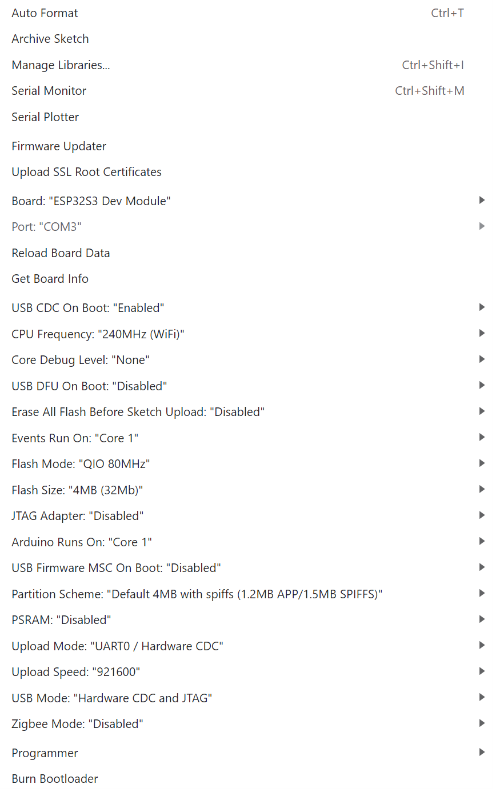 Auto Format Ctrl+T
Archive Sketch
Manage Libraries... Ctrl+Shift+I
Serial Monitor Ctrl+Shift+M
Serial Plotter
Firmware Updater
Upload SSL Root Certificates
Board: "ESP32S3 Dev Module"
Port: "COM3"
Reload Board Data
Get Board Info
USB CDC On Boot: "Enabled"
CPU Frequency: "240MHz (WiFi)"
Core Debug Level: "None"
USB DFU On Boot: "Disabled"
Erase All Flash Before Sketch Upload: "Disabled"
Events Run On: "Core 1"
Flash Mode: "QIO 80MHz"
Flash Size: "4MB (32Mb)"
JTAG Adapter: "Disabled"
Arduino Runs On: "Core 1"
USB Firmware MSC On Boot: "Disabled"
Partition Scheme: "Default 4MB with spiffs (1.2MB APP/1.5MB SPIFFS)"
PSRAM: "Disabled"
Upload Mode: "UART0 / Hardware CDC"
Upload Speed: "921600"
USB Mode: "Hardware CDC and JTAG"
Zigbee Mode: "Disabled"
Programmer
Burn Bootloader